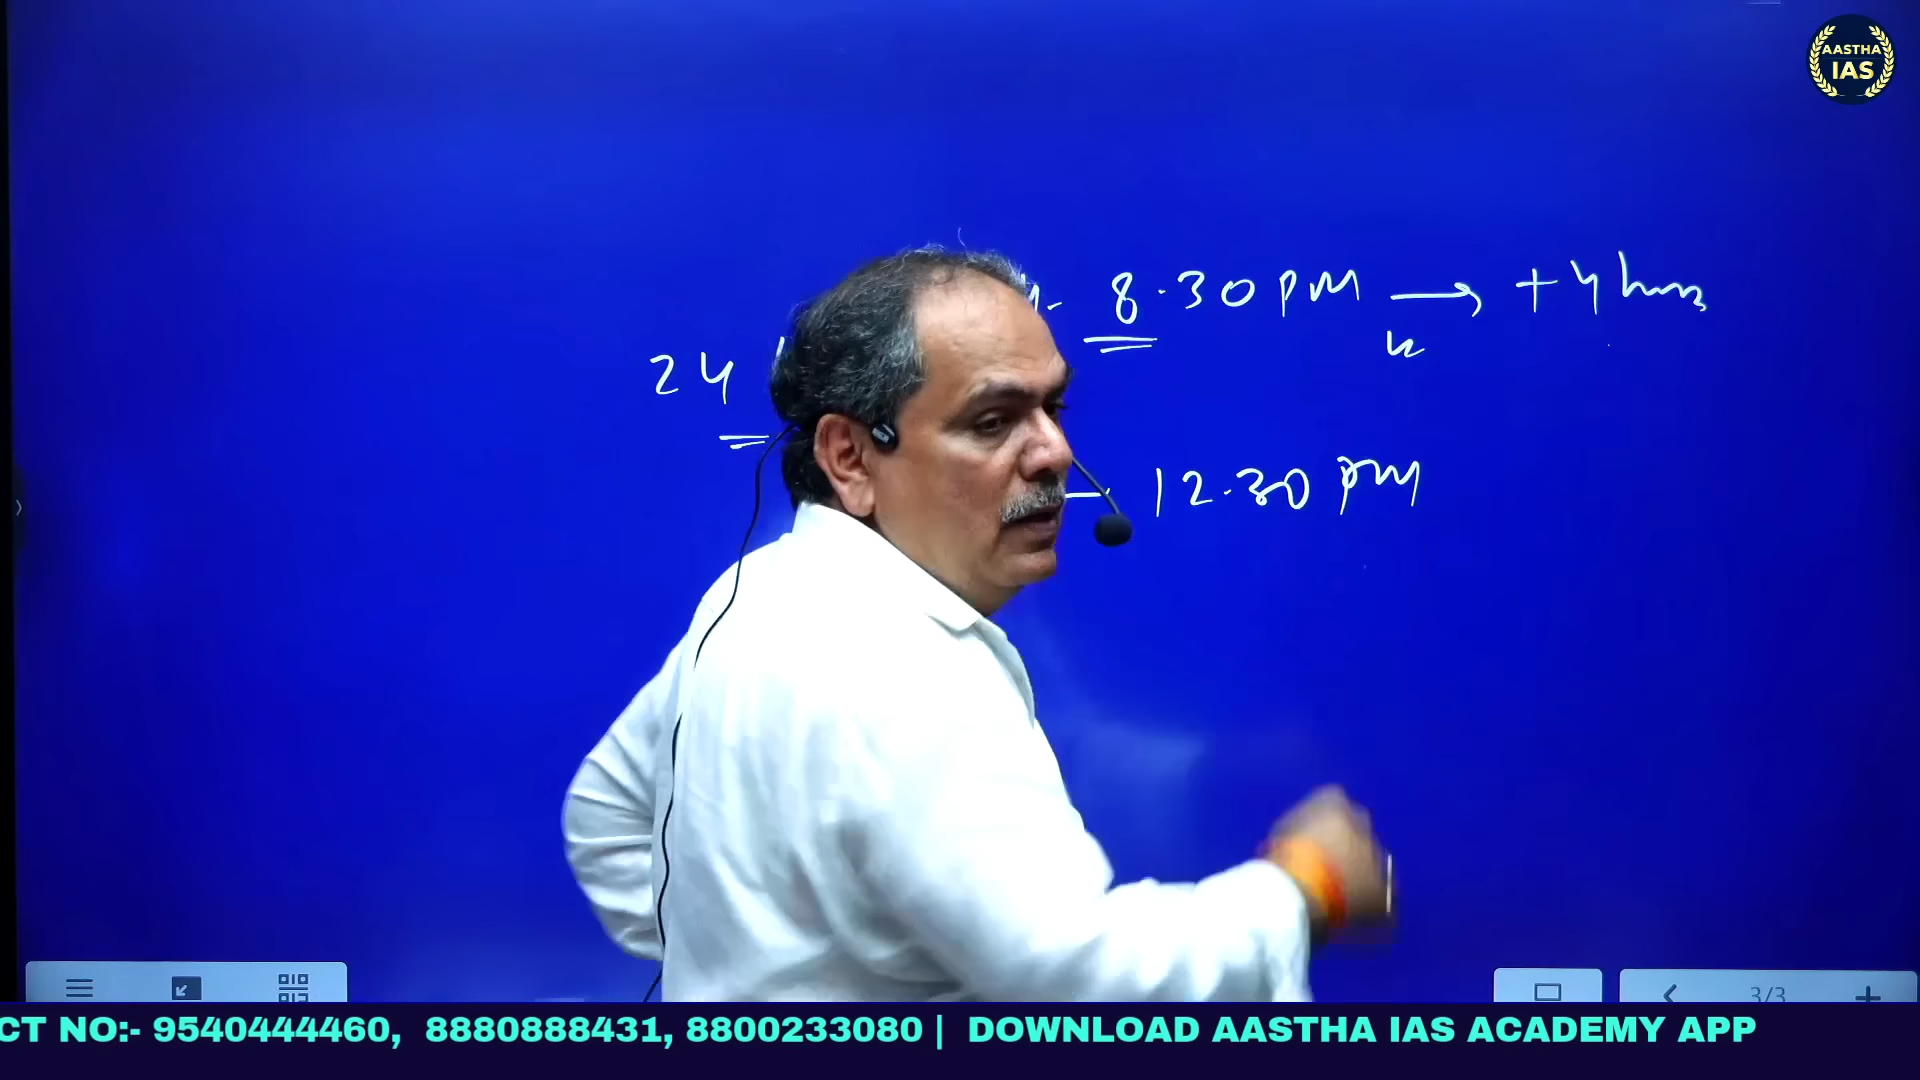 AASTHA
IAS
8.30 PM → + 4 hrs
24
- 12.30 PM
3/3
CT NO:- 9540444460, 8880888431, 8800233080 | DOWNLOAD AASTHA IAS ACADEMY APP